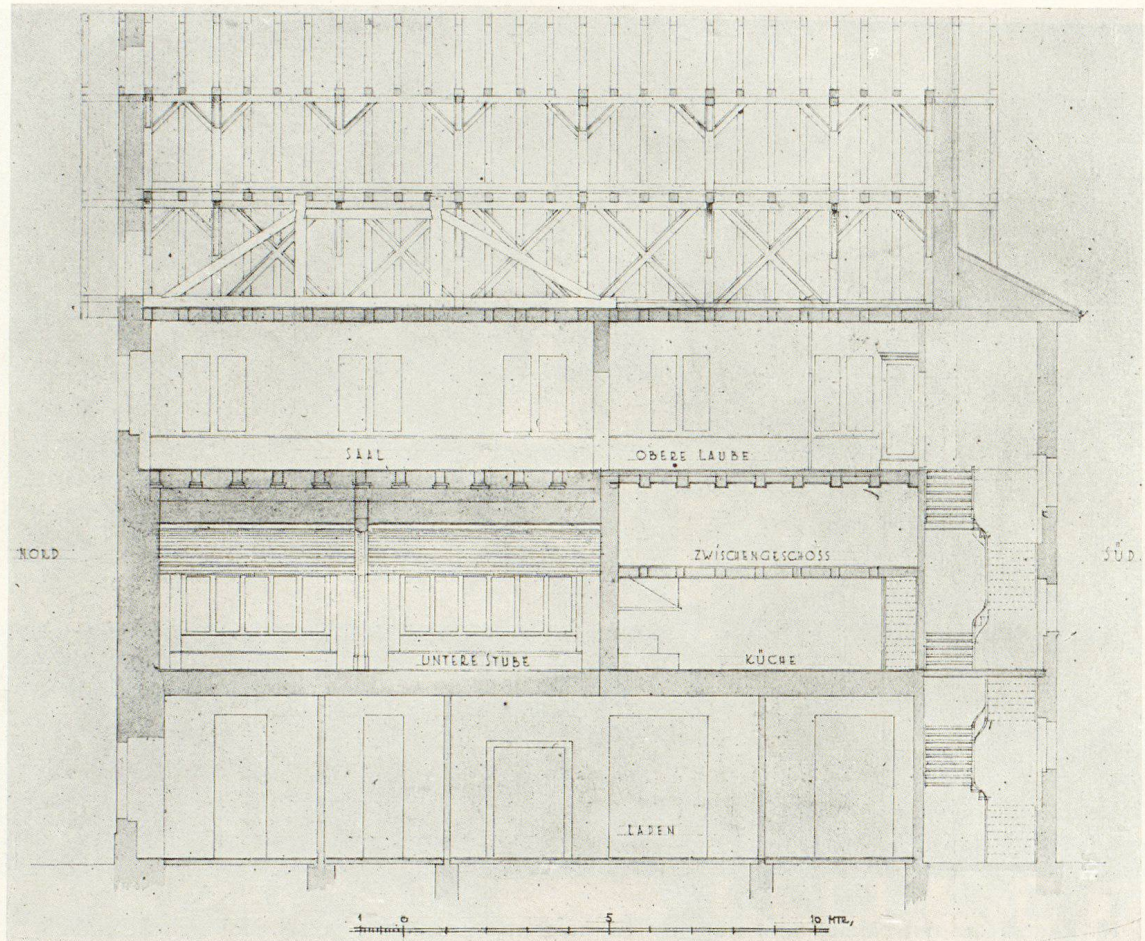 SAAL
OBERE LAUBE
NORD
ZWISCHENGESCHOSS
SÜD.
UNTERE STUBE
KÜCHE
LADEN
1 0 5 10 MTR,